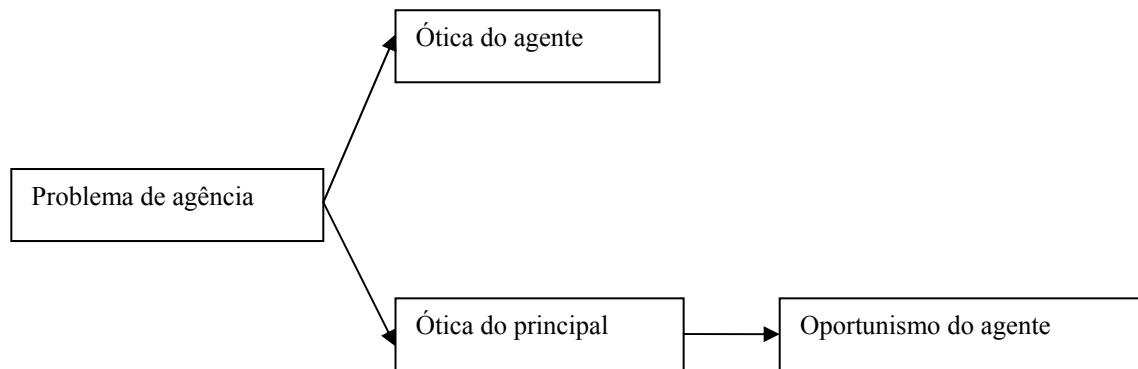 Ótica do agente
Problema de agência
Ótica do principal
Oportunismo do agente